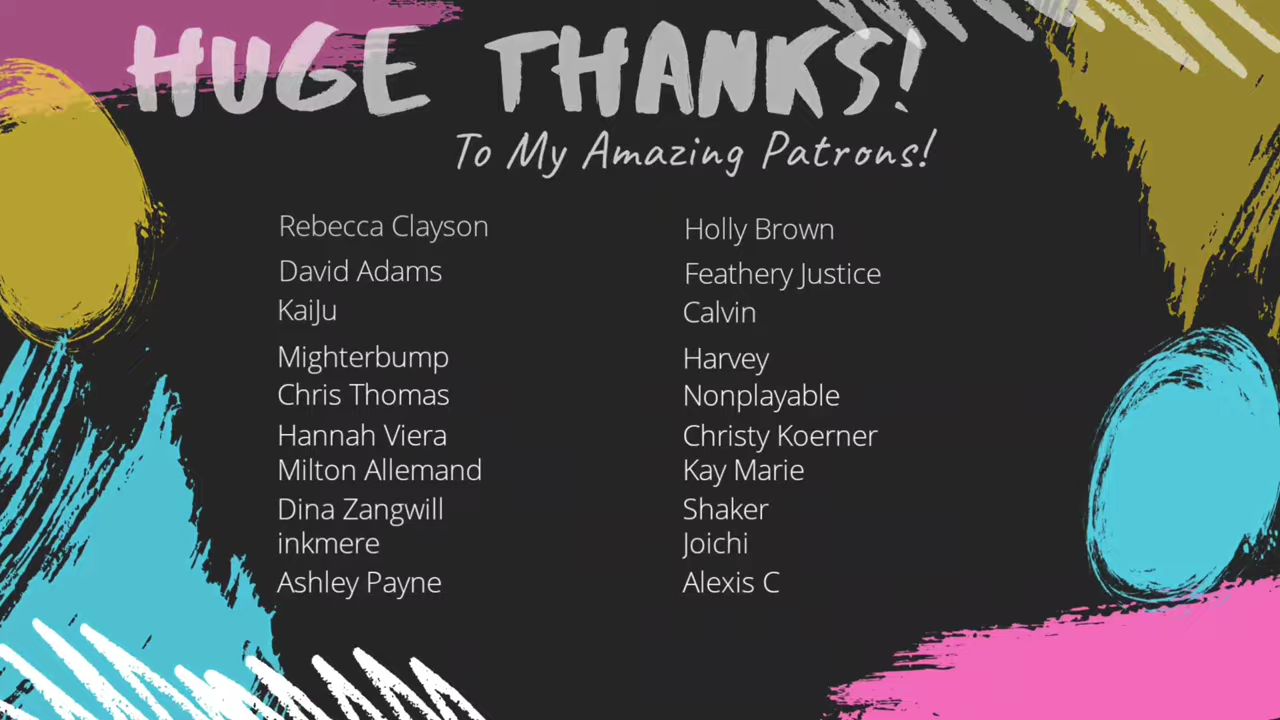 HUGE THANKS!
To My Amazing Patrons!
Rebecca Clayson
David Adams
KaiJu
Mighterbump
Chris Thomas
Hannah Viera
Milton Allemand
Dina Zangwill
inkmere
Ashley Payne
Holly Brown
Feathery Justice
Calvin
Harvey
Nonplayable
Christy Koerner
Kay Marie
Shaker
Joichi
Alexis C